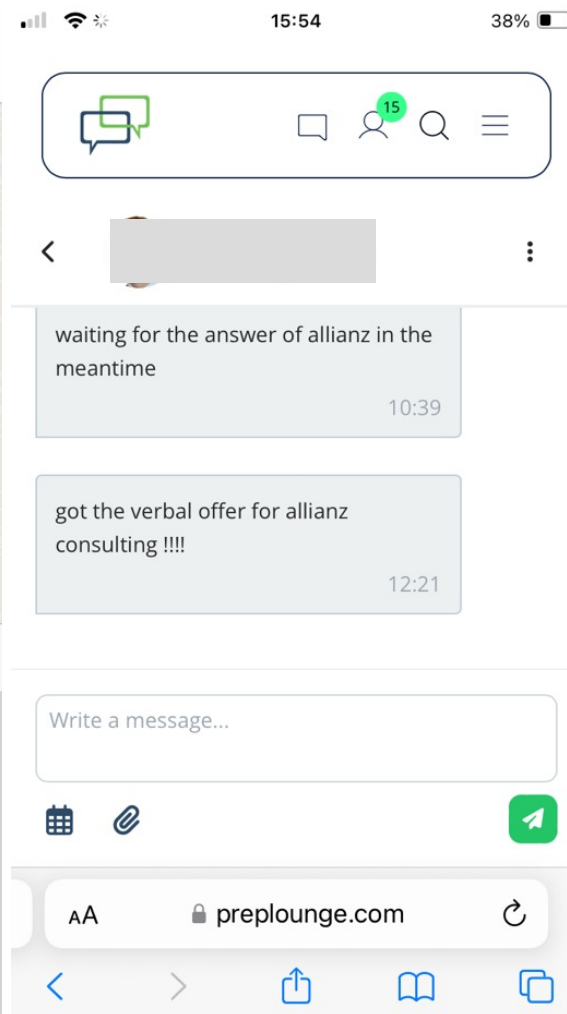 15:54
38%
15
waiting for the answer of allianz in the
meantime
10:39
got the verbal offer for allianz
consulting !!!!
12:21
Write a message...
AA
preplounge.com